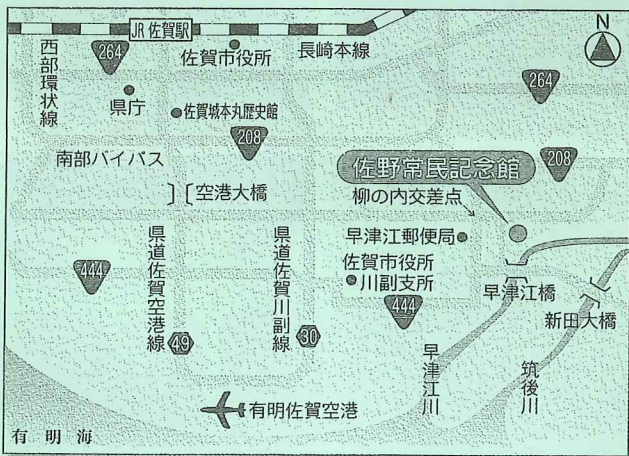 JR 佐賀駅
N
西部環状線
264
佐賀市役所
長崎本線
264
県庁
佐賀城本丸歴史館
208
南部バイパス
佐野常民記念館
208
柳の内交差点
空港大橋
早津江郵便局
県道佐賀空港線
県道佐賀川副線
佐賀市役所
川副支所
444
444
早津江橋
新田大橋
49
30
早津江川
筑後川
有明佐賀空港
有明海